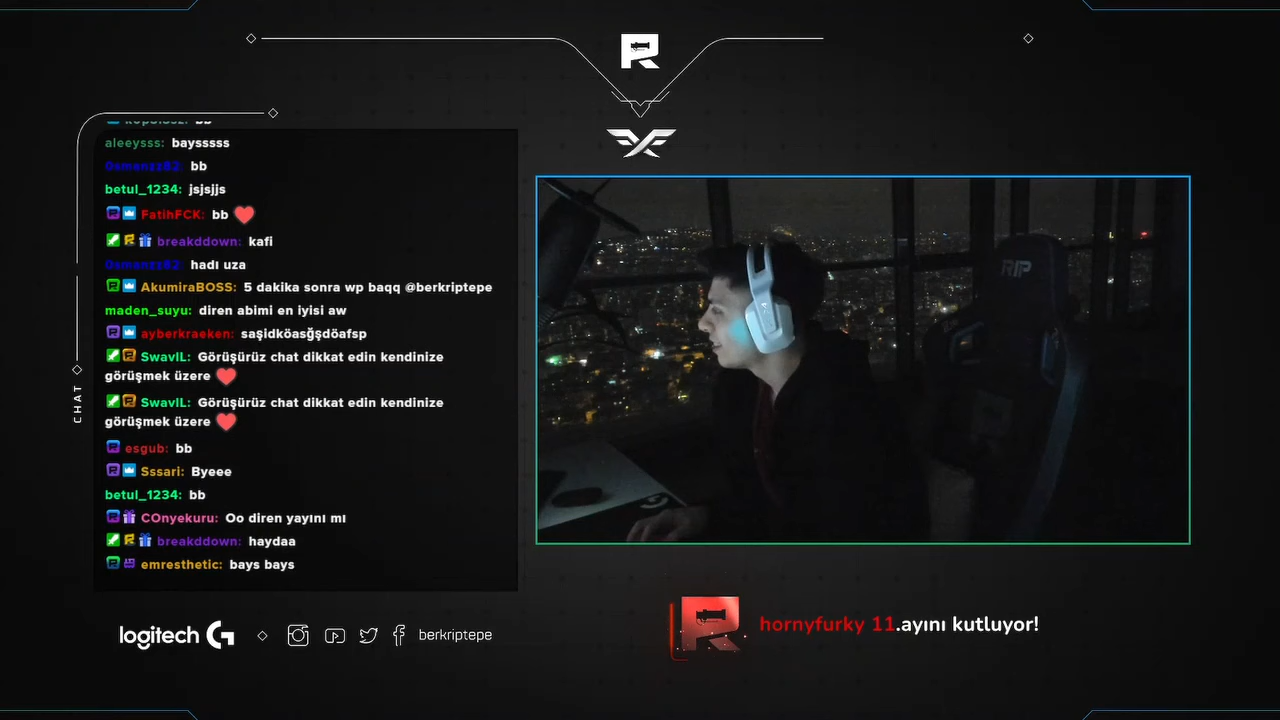 aleeysss: baysssss
0smanzz82: bb
betul_1234: jsjsjjs
FatihFCK: bb
breakddown: kafi
0smanzz82: hadı uza
AkumiraBOSS: 5 dakika sonra wp baqq @berkriptepe
maden_suyu: diren abimi en iyisi aw
ayberkraeken: saşidköasğşdöafsp
SwavIL: Görüşürüz chat dikkat edin kendinize
görüşmek üzere
SwavIL: Görüşürüz chat dikkat edin kendinize
görüşmek üzere
esgub: bb
Sssari: Byeee
betul_1234: bb
COnyekuru: Oo diren yayını mı
breakddown: haydaa
emresthetic: bays bays
CHAT
RIP
logitech G
berkriptepe
hornyfurky 11.ayını kutluyor!